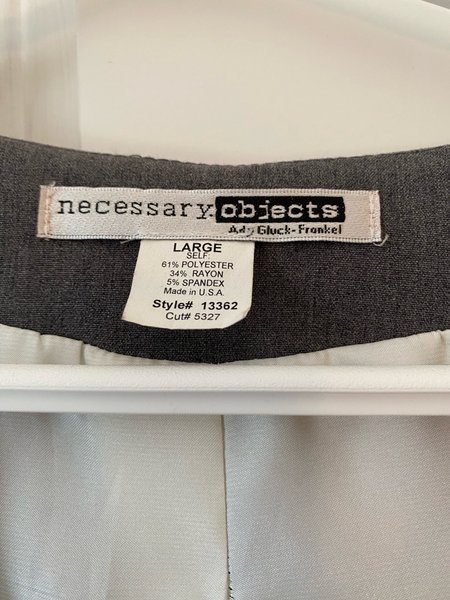 necessary objects
Ady Gluck-Frankel
LARGE
SELF:
61% POLYESTER
34% RAYON
5% SPANDEX
Made in U.S.A.
Style# 13362
Cut# 5327